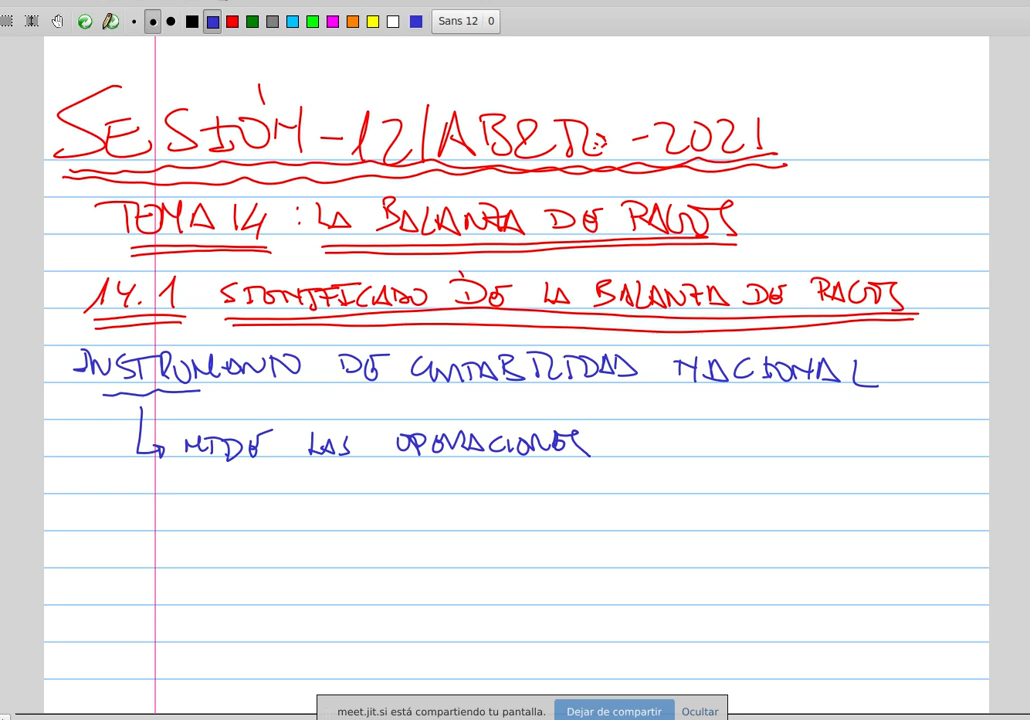 Sans 12 0
SESIÓN-12/ABER-2021
TEMA 14 : LA BALANZA DE PAGOS
14.1 SIGNIFICADO DE LA BALANZA DE PAGOS
INSTRUMENTO DE CONTABILIDAD NACIONAL
↳ MIDE LAS OPERACIONES
meet.jit.si está compartiendo tu pantalla. Dejar de compartir Ocultar